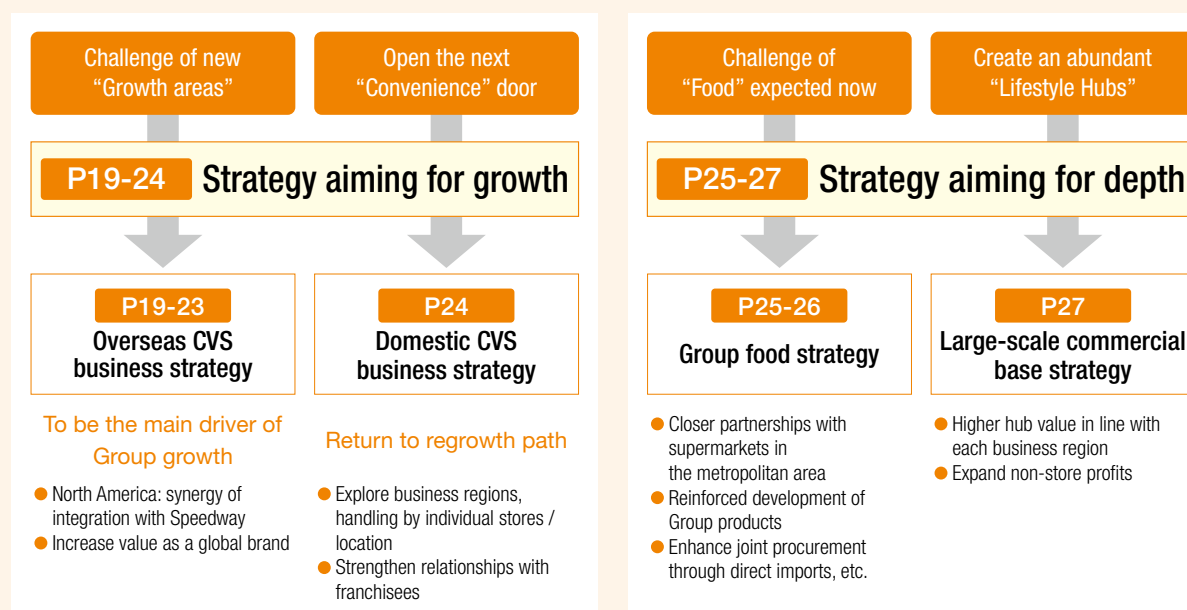 Challenge of new
“Growth areas”
Open the next
“Convenience” door
P19-24 Strategy aiming for growth
P19-23
Overseas CVS
business strategy
To be the main driver of
Group growth
● North America: synergy of
integration with Speedway
● Increase value as a global brand
P24
Domestic CVS
business strategy
Return to regrowth path
● Explore business regions,
handling by individual stores /
location
● Strengthen relationships with
franchisees
Challenge of
“Food” expected now
Create an abundant
“Lifestyle Hubs”
P25-27 Strategy aiming for depth
P25-26
Group food strategy
● Closer partnerships with
supermarkets in
the metropolitan area
● Reinforced development of
Group products
● Enhance joint procurement
through direct imports, etc.
P27
Large-scale commercial
base strategy
● Higher hub value in line with
each business region
● Expand non-store profits